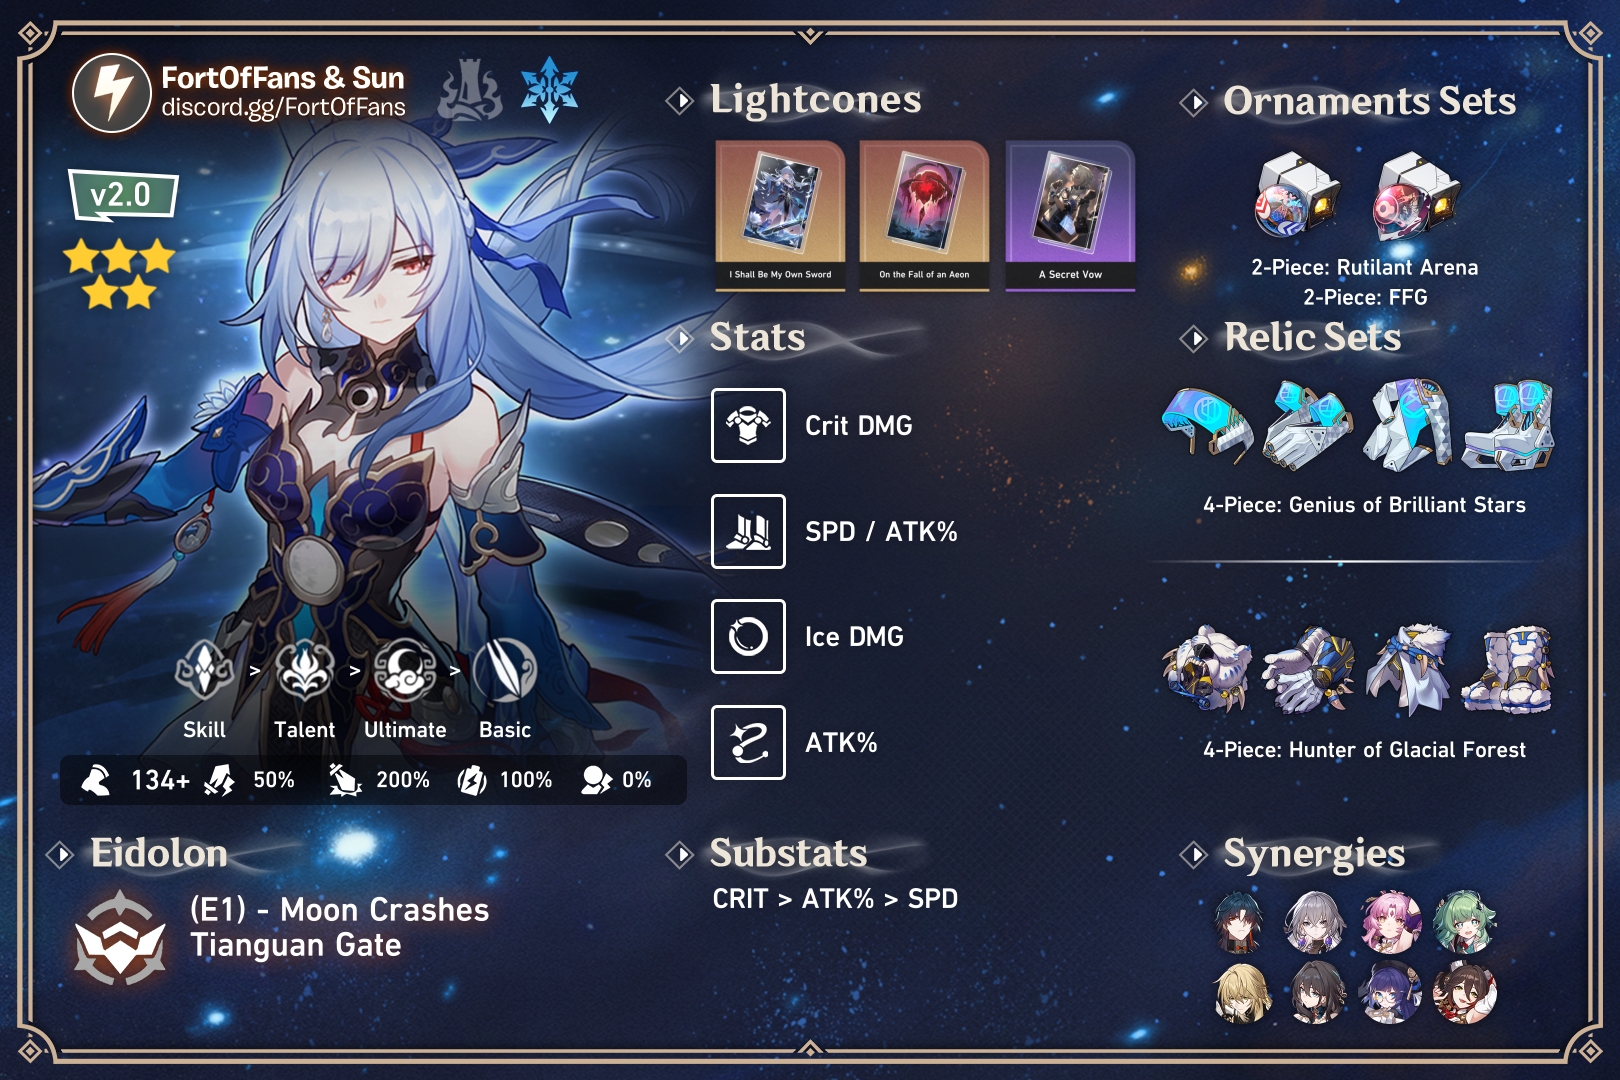 FortOfFans & Sun
discord.gg/FortOfFans
v2.0
Skill > Talent > Ultimate > Basic
134+ 50% 200% 100% 0%
Eidolon
(E1) - Moon Crashes
Tianguan Gate
Lightcones
I Shall Be My Own Sword
On the Fall of an Aeon
A Secret Vow
Stats
Crit DMG
SPD / ATK%
Ice DMG
ATK%
Substats
CRIT > ATK% > SPD
Ornaments Sets
2-Piece: Rutilant Arena
2-Piece: FFG
Relic Sets
4-Piece: Genius of Brilliant Stars
4-Piece: Hunter of Glacial Forest
Synergies